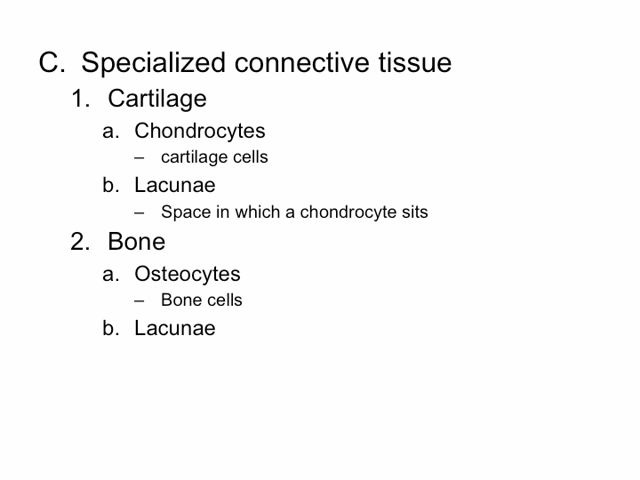 C. Specialized connective tissue
1. Cartilage
a. Chondrocytes
– cartilage cells
b. Lacunae
– Space in which a chondrocyte sits
2. Bone
a. Osteocytes
– Bone cells
b. Lacunae